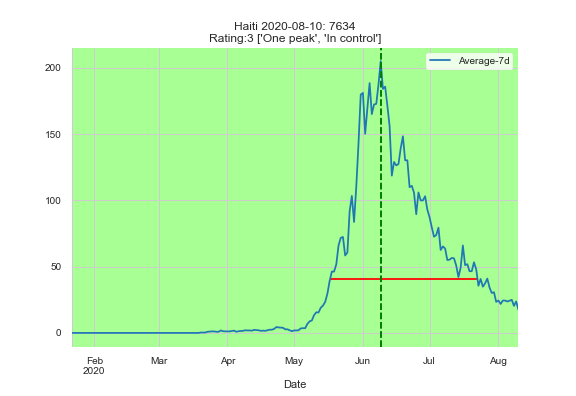 Haiti 2020-08-10: 7634
Rating:3 ['One peak', 'In control']
Average-7d
200
150
100
50
0
Feb
2020
Mar
Apr
May
Jun
Jul
Aug
Date